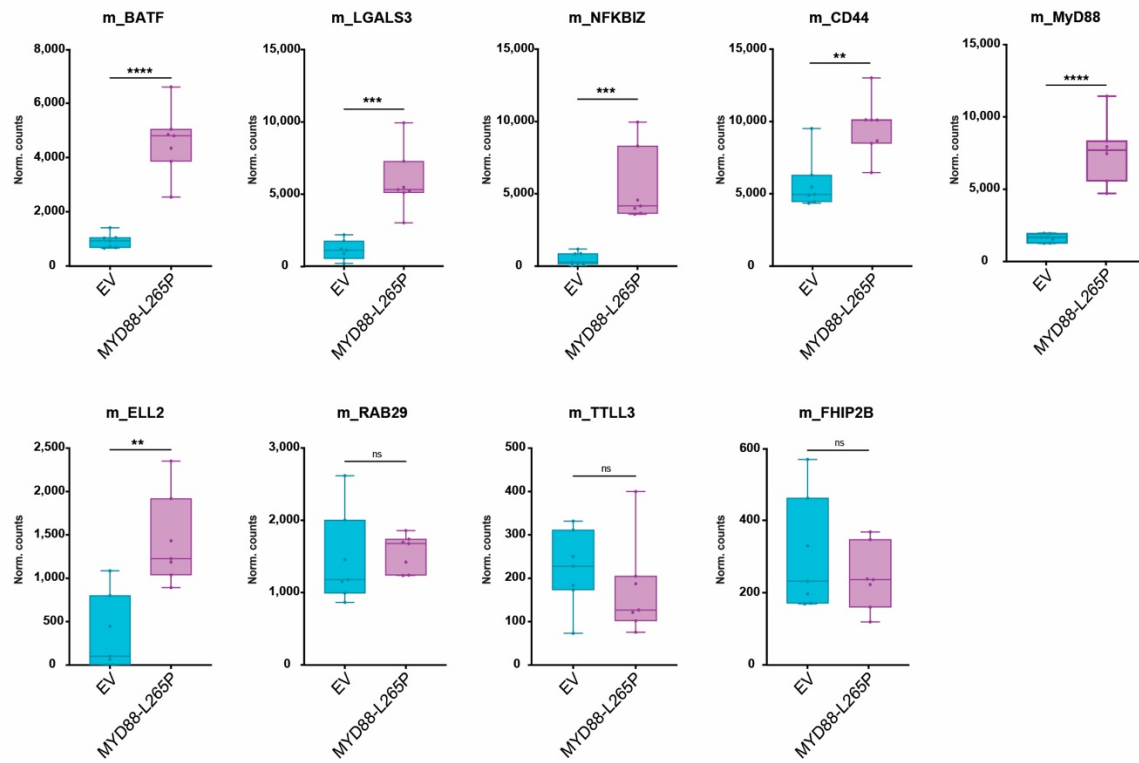 m_BATF
8,000
6,000
4,000
2,000
0
Norm. counts
****
EV
MYD88-L265P
m_LGALS3
15,000
10,000
5,000
0
Norm. counts
***
EV
MYD88-L265P
m_NFKBIZ
15,000
10,000
5,000
0
Norm. counts
***
EV
MYD88-L265P
m_CD44
15,000
10,000
5,000
0
Norm. counts
**
EV
MYD88-L265P
m_MyD88
15,000
10,000
5,000
0
Norm. counts
****
EV
MYD88-L265P
m_ELL2
2,500
2,000
1,500
1,000
500
0
Norm. counts
**
EV
MYD88-L265P
m_RAB29
3,000
2,000
1,000
0
Norm. counts
ns
EV
MYD88-L265P
m_TTLL3
500
400
300
200
100
0
Norm. counts
ns
EV
MYD88-L265P
m_FHIP2B
600
400
200
0
Norm. counts
ns
EV
MYD88-L265P